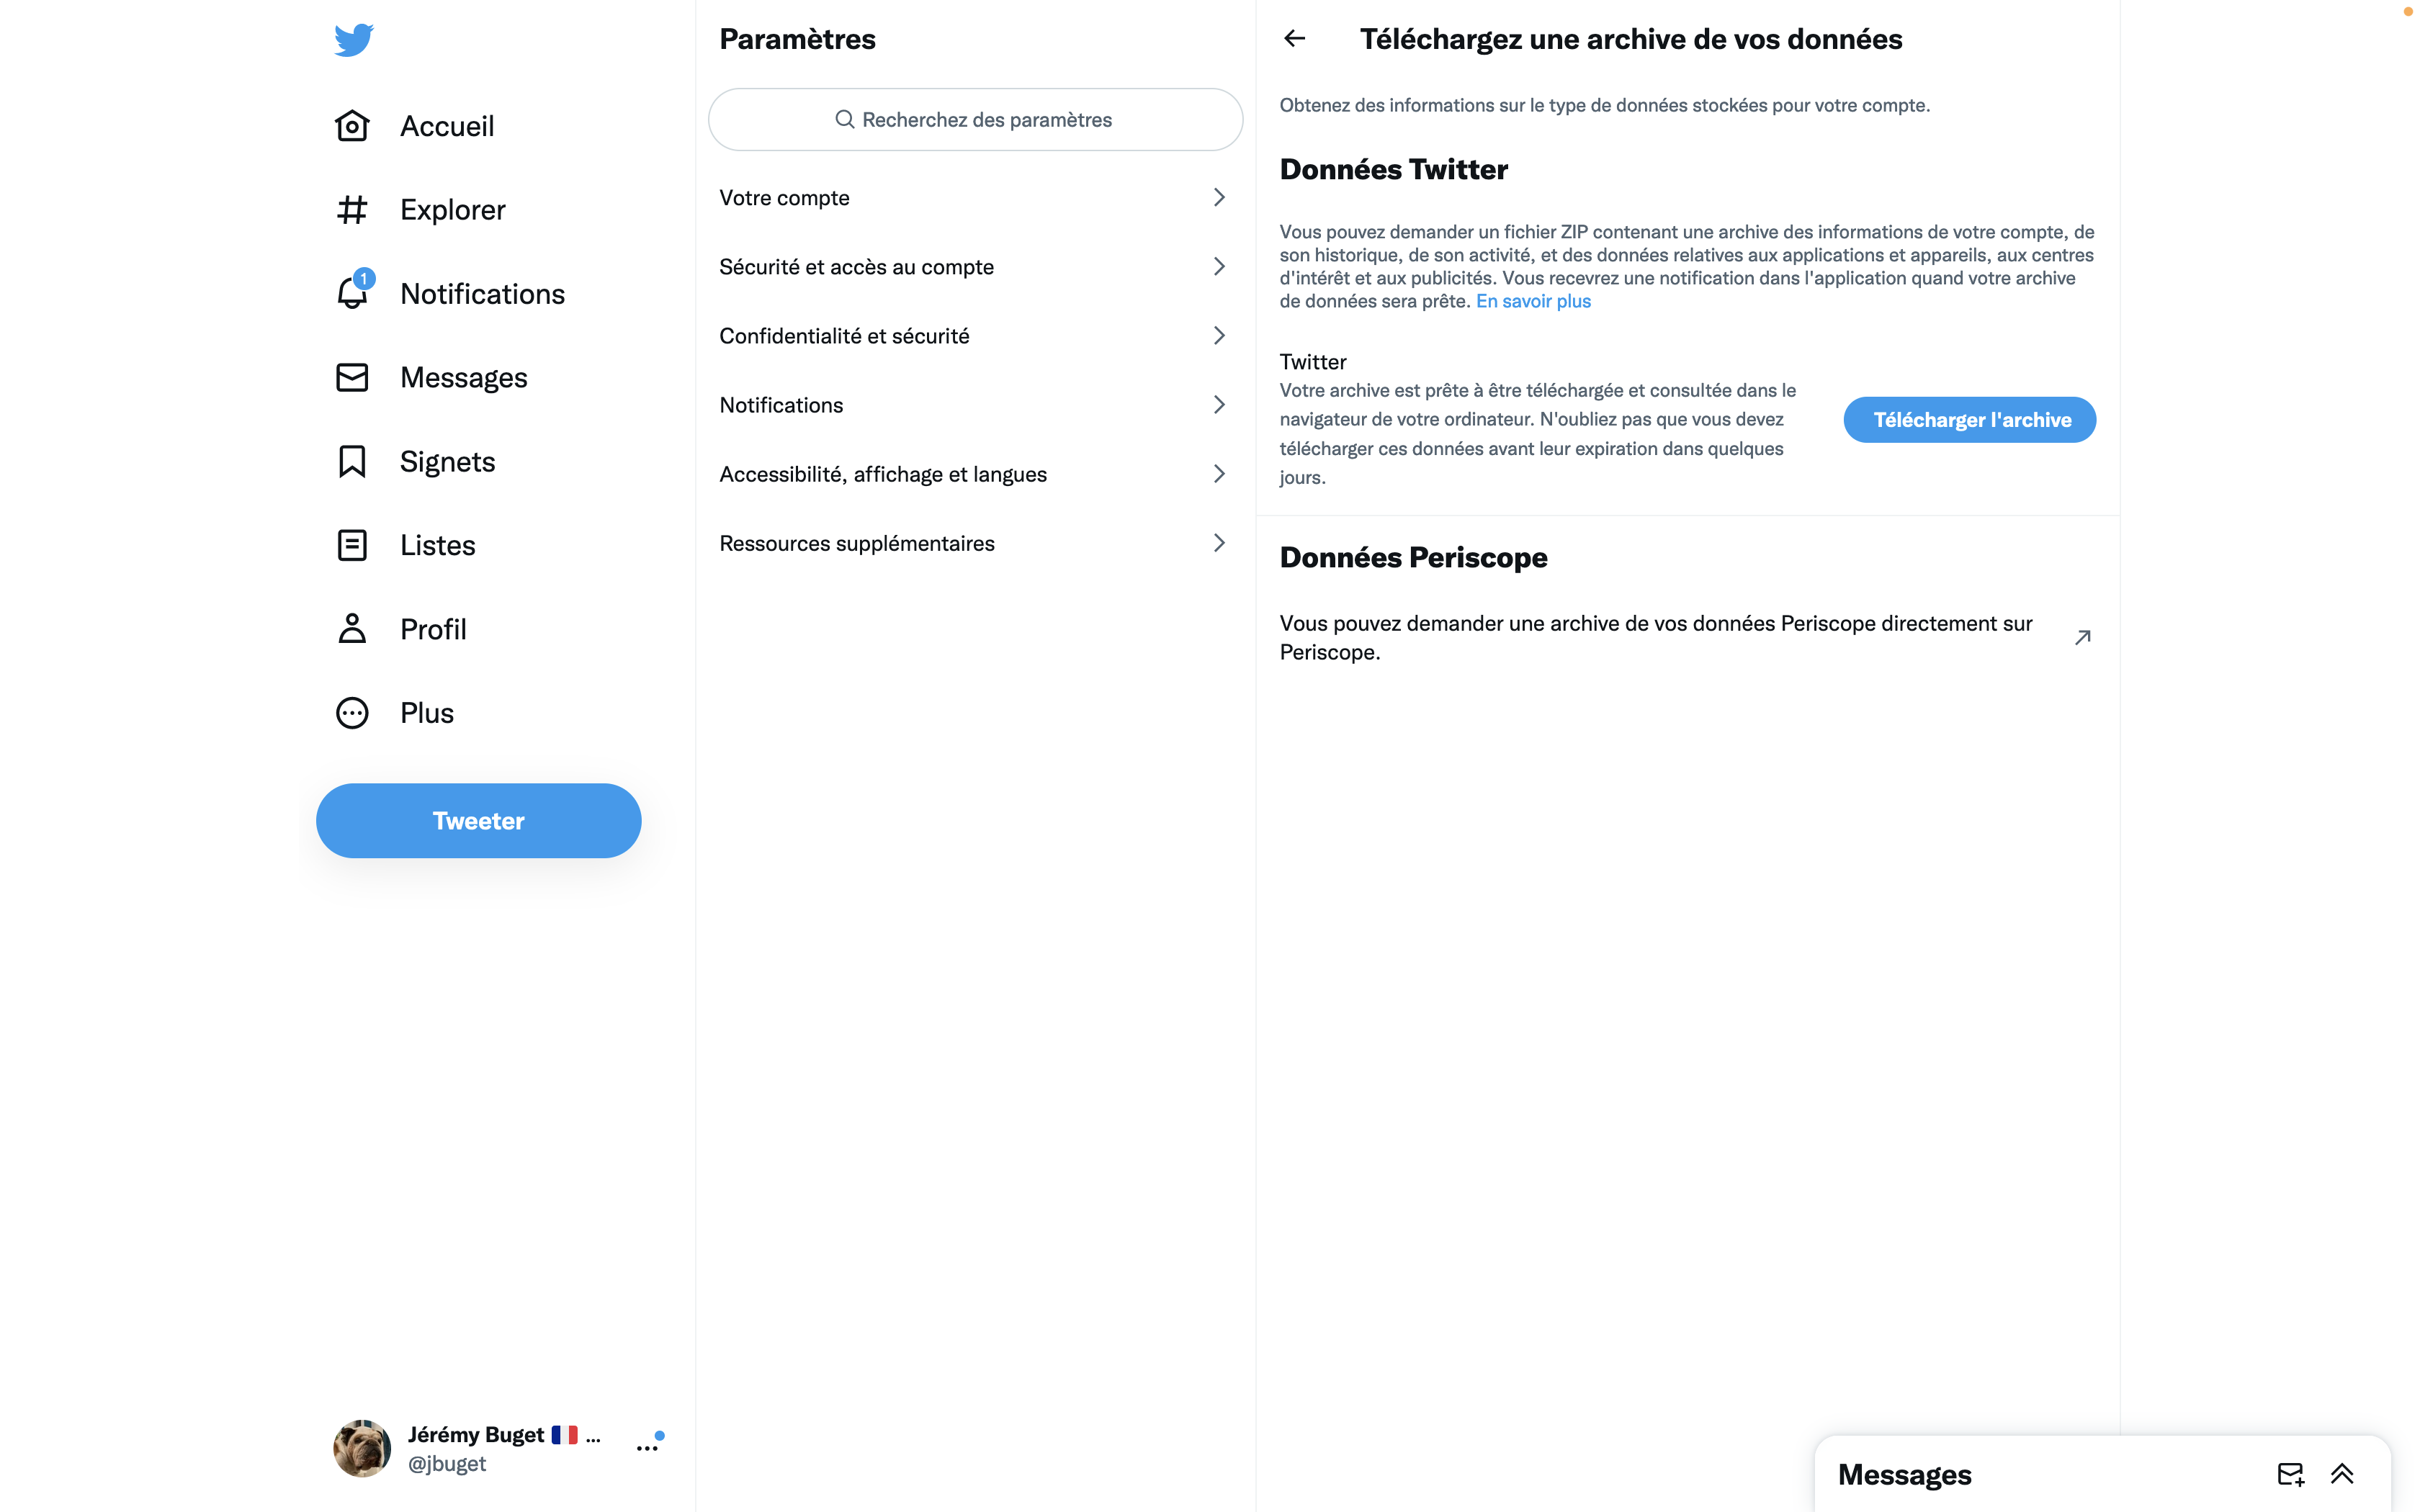 Accueil
Explorer
1
Notifications
Messages
Signets
Listes
Profil
Plus
Tweeter
Jérémy Buget 🇫🇷 ...
@jbuget
Paramètres
Recherchez des paramètres
Votre compte
Sécurité et accès au compte
Confidentialité et sécurité
Notifications
Accessibilité, affichage et langues
Ressources supplémentaires
Téléchargez une archive de vos données
Obtenez des informations sur le type de données stockées pour votre compte.
Données Twitter
Vous pouvez demander un fichier ZIP contenant une archive des informations de votre compte, de
son historique, de son activité, et des données relatives aux applications et appareils, aux centres
d'intérêt et aux publicités. Vous recevrez une notification dans l'application quand votre archive
de données sera prête. En savoir plus
Twitter
Votre archive est prête à être téléchargée et consultée dans le
navigateur de votre ordinateur. N'oubliez pas que vous devez
télécharger ces données avant leur expiration dans quelques
jours.
Télécharger l'archive
Données Periscope
Vous pouvez demander une archive de vos données Periscope directement sur
Periscope.
Messages